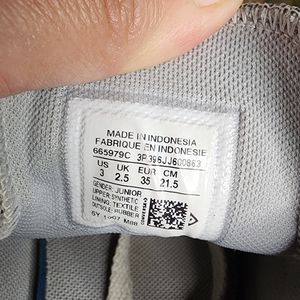 MADE IN INDONESIA
FABRIQUE EN INDONESIE
665979C 3P396JJ600863
US UK EUR CM
3 2.5 35 21.5
GENDER: JUNIOR
UPPER: SYNTHETIC
LINING: TEXTILE
OUTSOLE: RUBBER
CONVERSE